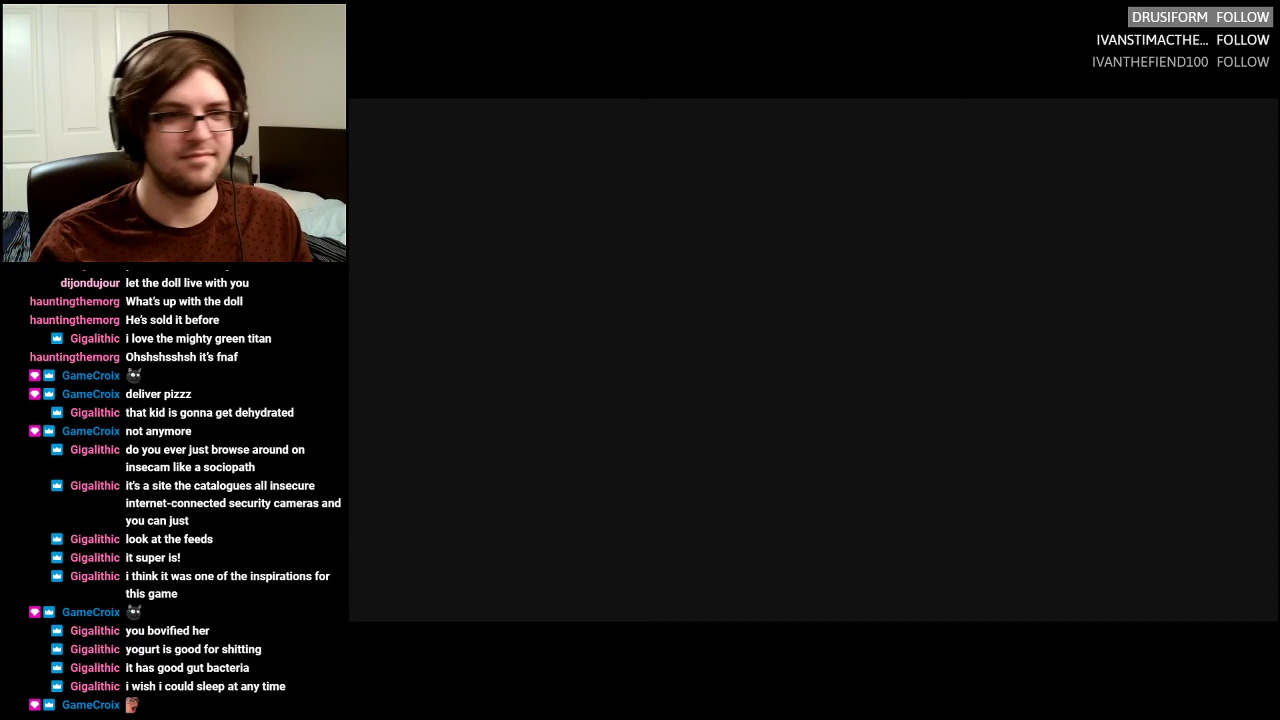 DRUSIFORM FOLLOW
IVANSTIMACTHE... FOLLOW
IVANTHEFIEND100 FOLLOW
dijondujour let the doll live with you
hauntingthemorg What's up with the doll
hauntingthemorg He's sold it before
Gigalithic i love the mighty green titan
hauntingthemorg Ohshshsshsh it's fnaf
GameCroix
GameCroix deliver pizzz
Gigalithic that kid is gonna get dehydrated
GameCroix not anymore
Gigalithic do you ever just browse around on
insecam like a sociopath
Gigalithic it's a site the catalogues all insecure
internet-connected security cameras and
you can just
Gigalithic look at the feeds
Gigalithic it super is!
Gigalithic i think it was one of the inspirations for
this game
GameCroix
Gigalithic you bovified her
Gigalithic yogurt is good for shitting
Gigalithic it has good gut bacteria
Gigalithic i wish i could sleep at any time
GameCroix